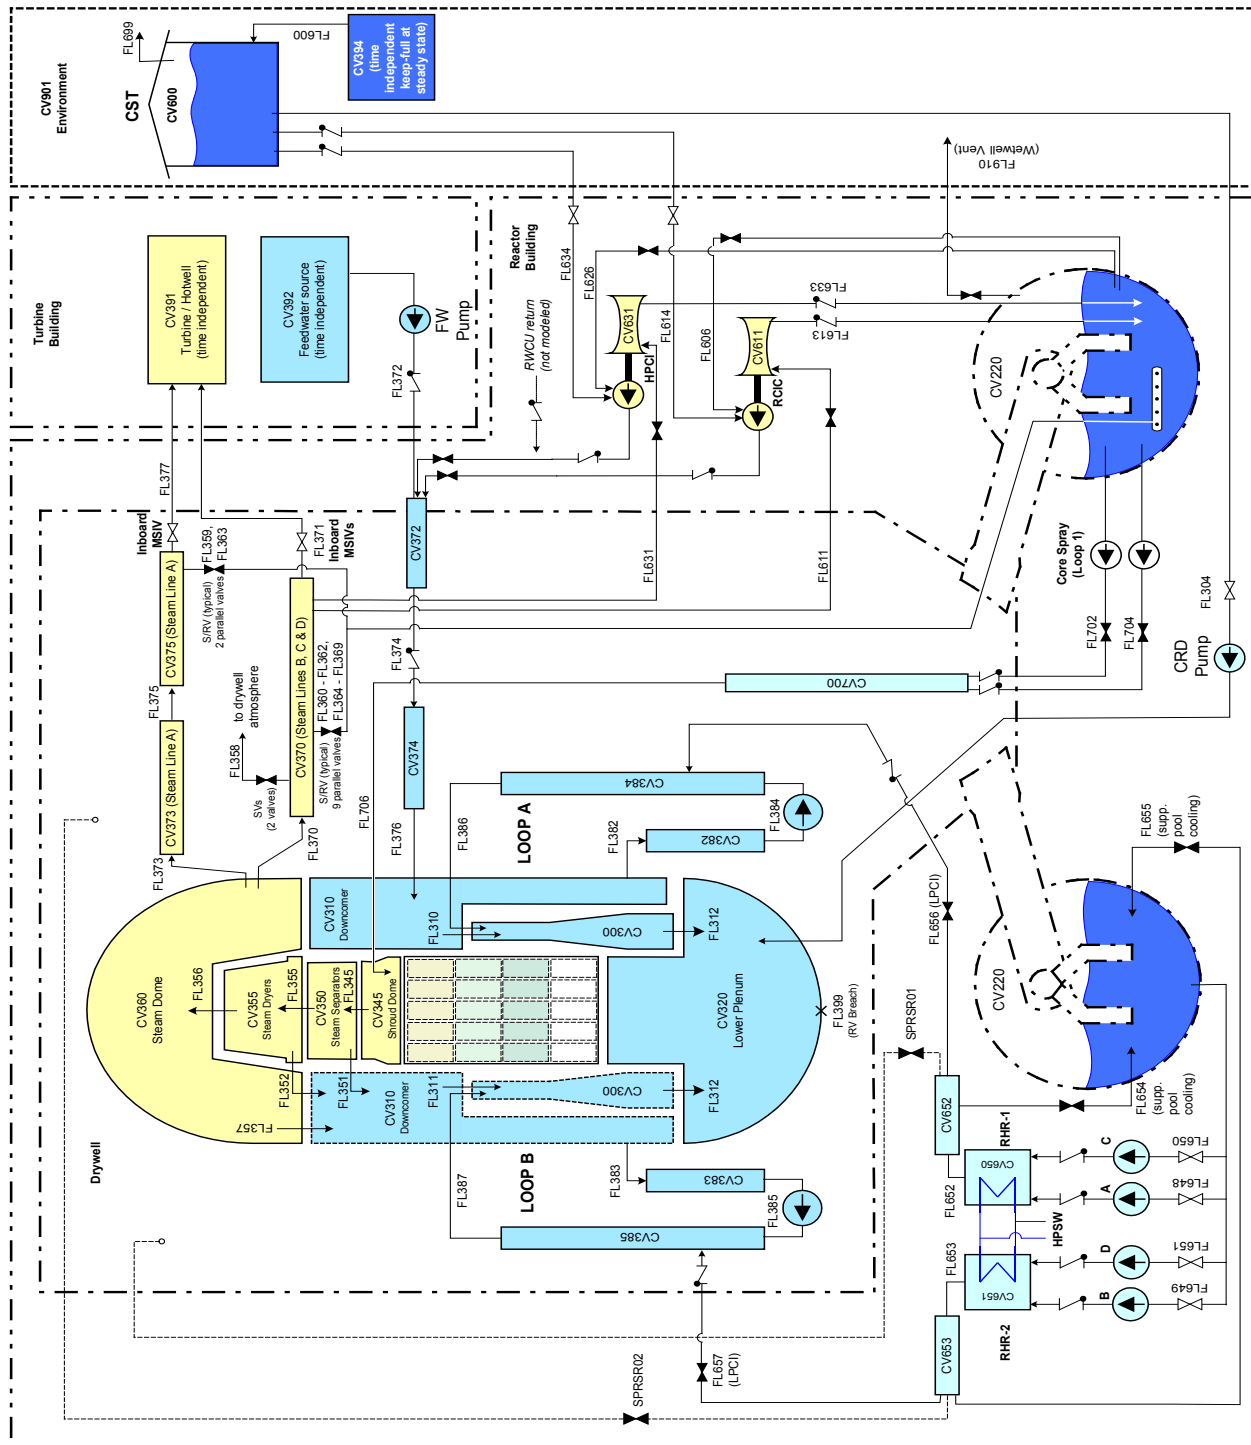 CV901
Environment
FL699
CST
CV600
FL600
CV394
(time
independent
keep-full at
steady state)
FL910
(Wetwell Vent)
Turbine
Building
CV391
Turbine / Hotwell
(time independent)
CV392
Feedwater source
(time independent)
FW
Pump
FL372
Reactor
Building
RWCU return
(not modeled)
FL634
FL626
CV631
HPCI
FL614
FL606
CV611
RCIC
FL633
FL613
CV220
FL377
Inboard
MSIV
FL359,
FL363
S/RV (typical)
2 parallel valves
FL371
Inboard
MSIVs
CV372
FL631
FL611
Core Spray
(Loop 1)
FL702
FL704
FL304
CRD
Pump
CV375 (Steam Line A)
FL375
CV373 (Steam Line A)
FL373
to drywell
atmosphere
FL358
SVs
(2 valves)
CV370 (Steam Lines B, C & D)
FL370
S/RV (typical)
9 parallel valves
FL360 - FL362,
FL364 - FL369
FL374
CV374
FL376
FL706
CV700
FL386
CV384
LOOP A
FL382
CV382
FL384
FL656 (LPCI)
FL655
(supp.
pool
cooling)
CV360
Steam Dome
FL356
CV355
Steam Dryers
FL355
CV350
Steam Separators
FL345
CV345
Shroud Dome
CV310
Downcomer
FL310
CV300
FL312
CV320
Lower Plenum
FL399
(RV Breach)
CV220
FL352
FL351
FL357
CV310
Downcomer
FL311
CV300
FL312
SPRSR01
CV652
FL654
(supp.
pool
cooling)
Drywell
FL387
LOOP B
FL383
CV383
FL385
CV385
RHR-1
CV650
FL652
C
FL650
A
FL648
HPSW
FL653
CV651
RHR-2
D
FL651
B
FL649
CV653
FL657
(LPCI)
SPRSR02